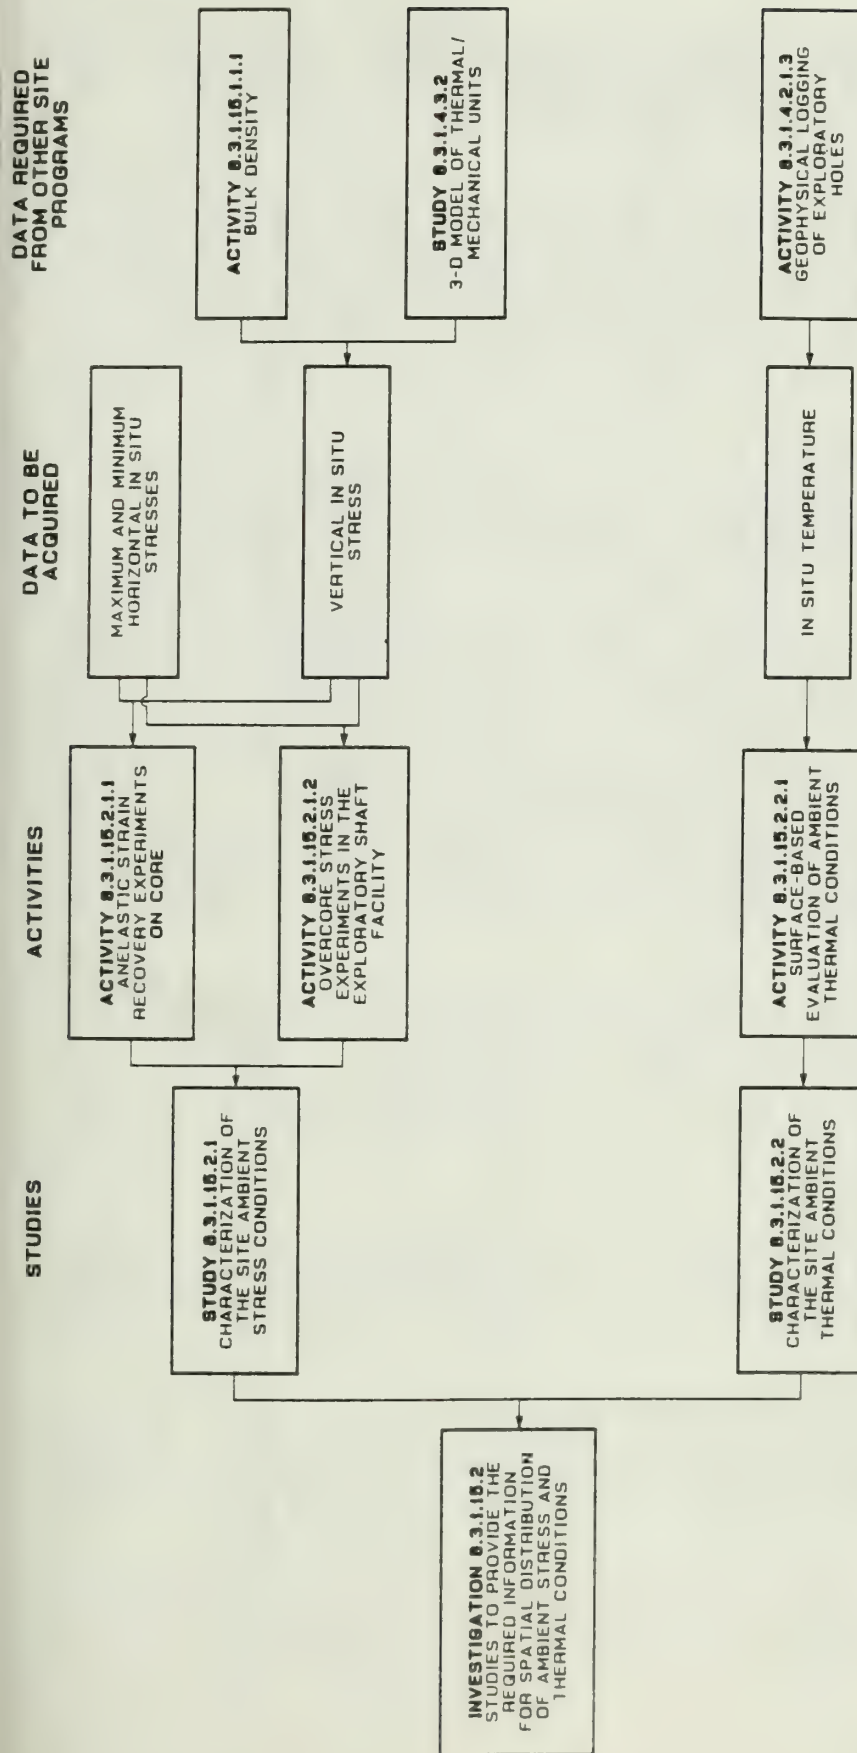 STUDIES
ACTIVITIES
DATA TO BE
ACQUIRED
DATA REQUIRED
FROM OTHER SITE
PROGRAMS
INVESTIGATION 8.3.1.15.2
STUDIES TO PROVIDE THE
REQUIRED INFORMATION
FOR SPATIAL DISTRIBUTION
OF AMBIENT STRESS AND
THERMAL CONDITIONS
STUDY 8.3.1.15.2.1
CHARACTERIZATION OF
THE SITE AMBIENT
STRESS CONDITIONS
ACTIVITY 8.3.1.15.2.1.1
ANELASTIC STRAIN
RECOVERY EXPERIMENTS
ON CORE
ACTIVITY 8.3.1.15.2.1.2
OVERCORE STRESS
EXPERIMENTS IN THE
EXPLORATORY SHAFT
FACILITY
MAXIMUM AND MINIMUM
HORIZONTAL IN SITU
STRESSES
VERTICAL IN SITU
STRESS
ACTIVITY 8.3.1.15.1.1.1
BULK DENSITY
STUDY 8.3.1.4.3.2
3-D MODEL OF THERMAL/
MECHANICAL UNITS
STUDY 8.3.1.15.2.2
CHARACTERIZATION OF
THE SITE AMBIENT
THERMAL CONDITIONS
ACTIVITY 8.3.1.15.2.2.1
SURFACE-BASED
EVALUATION OF AMBIENT
THERMAL CONDITIONS
IN SITU TEMPERATURE
ACTIVITY 8.3.1.4.2.1.3
GEOPHYSICAL LOGGING
OF EXPLORATORY
HOLES